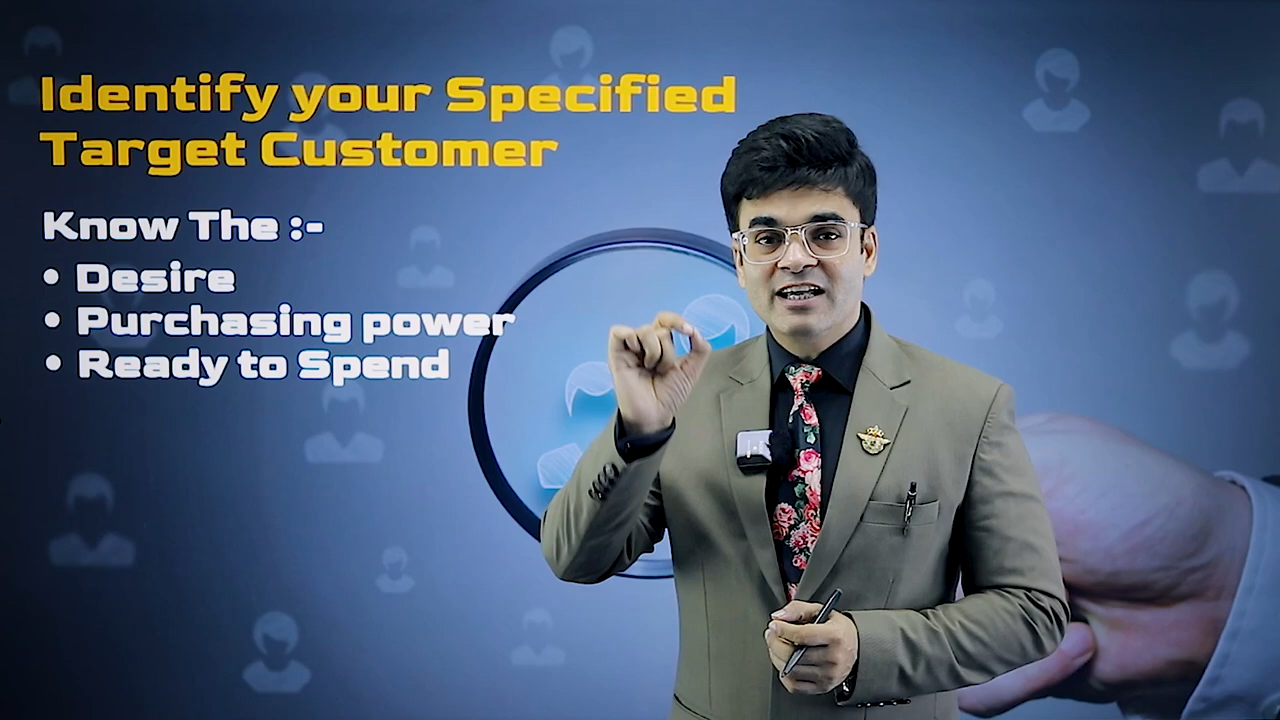 Identify your Specified
Target Customer
Know The :-
• Desire
• Purchasing power
• Ready to Spend